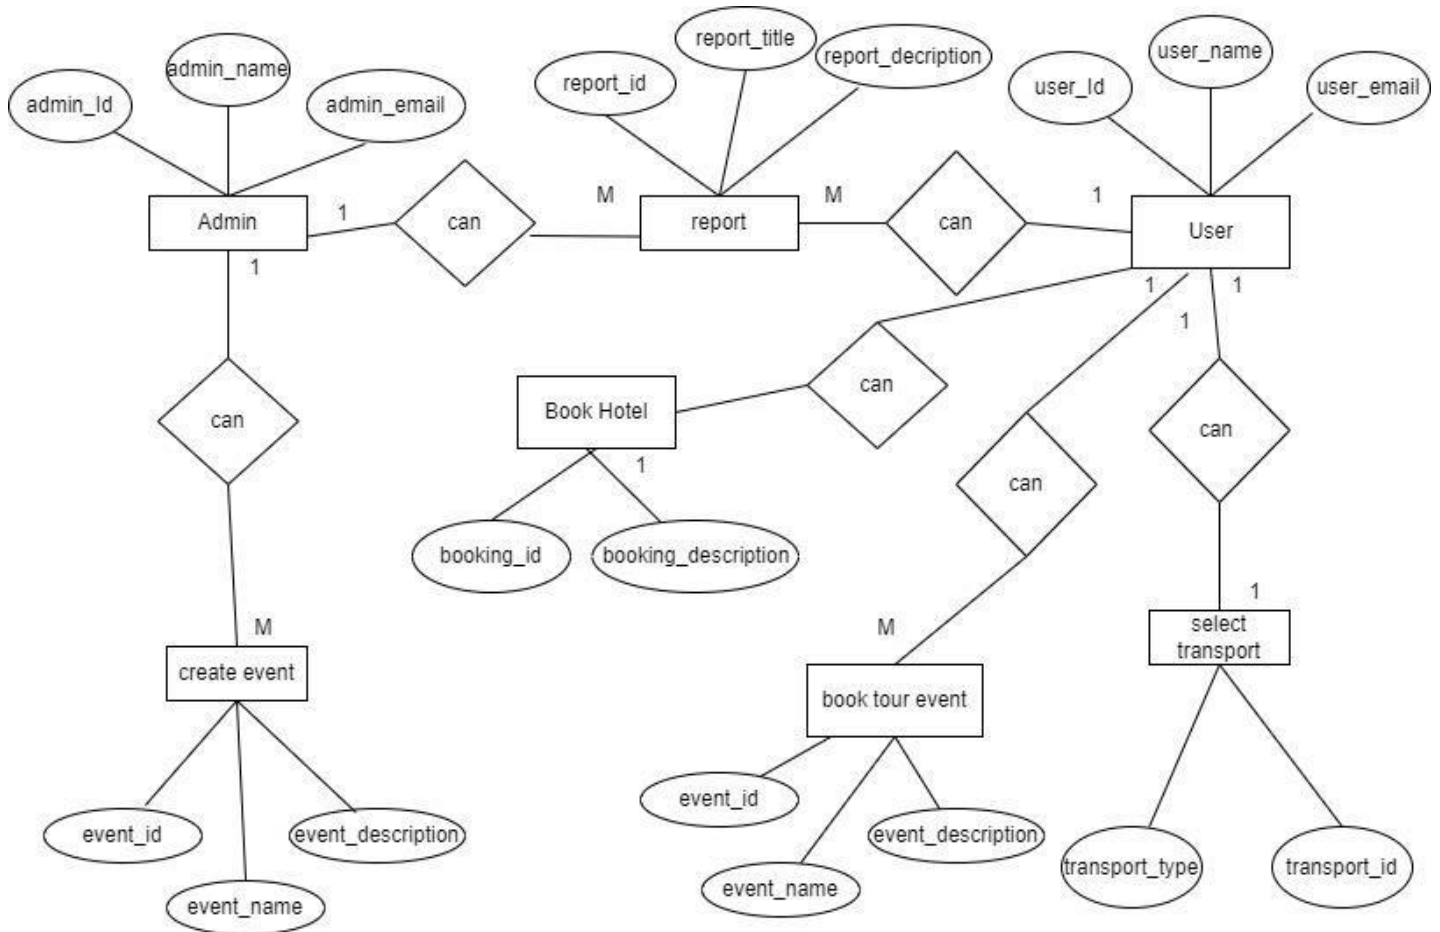 report_title
admin_name
user_name
report_decription
report_id
user_Id
user_email
admin_Id
admin_email
1
M
M
1
Admin
can
report
can
User
1
1
1
1
can
Book Hotel
can
can
can
1
can
booking_id
booking_description
1
M
M
select
transport
create event
book tour event
event_id
event_id
event_description
event_description
transport_type
transport_id
event_name
event_name